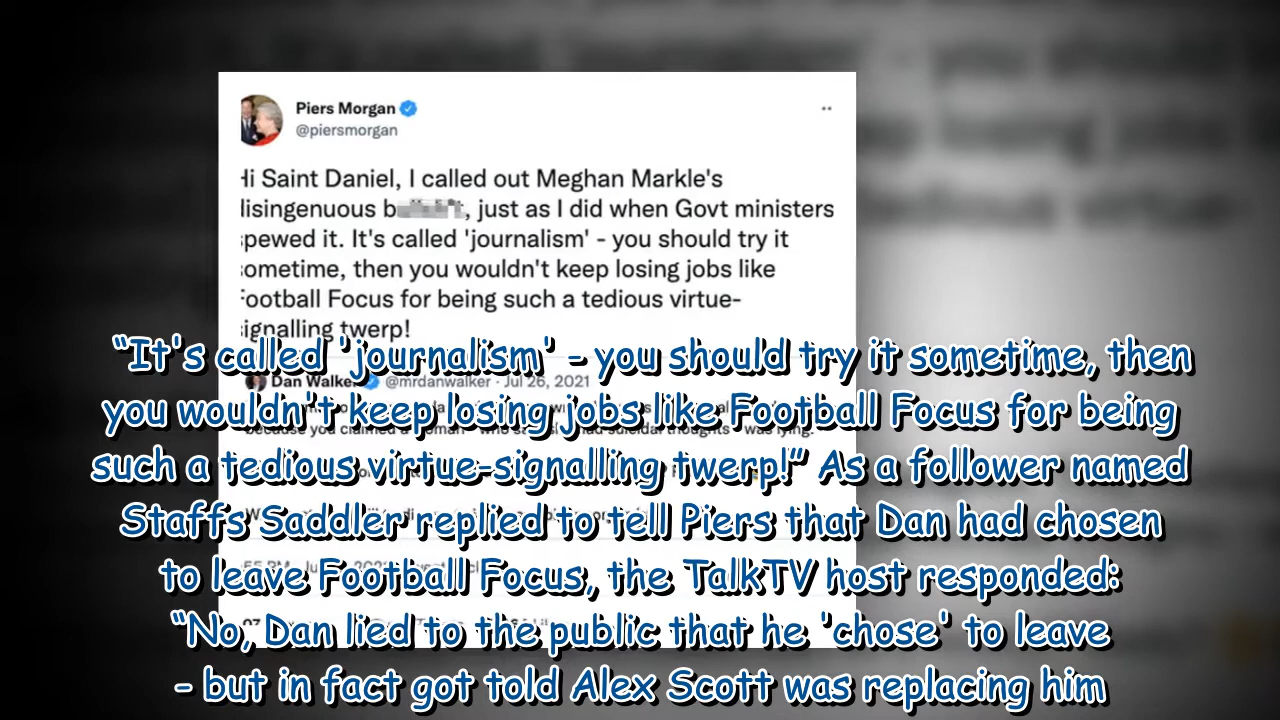 Piers Morgan
@piersmorgan
Hi Saint Daniel, I called out Meghan Markle's
disingenuous b , just as I did when Govt ministers
spewed it. It's called 'journalism' - you should try it
sometime, then you wouldn't keep losing jobs like
Football Focus for being such a tedious virtue-
signalling twerp!
“It's called 'journalism' - you should try it sometime, then
Dan Walker @mrdanwalker · Jul 26, 2021
you wouldn't keep losing jobs like Football Focus for being
such a tedious virtue-signalling twerp!” As a follower named
Staffs Saddler replied to tell Piers that Dan had chosen
to leave Football Focus, the TalkTV host responded:
“No, Dan lied to the public that he 'chose' to leave
- but in fact got told Alex Scott was replacing him